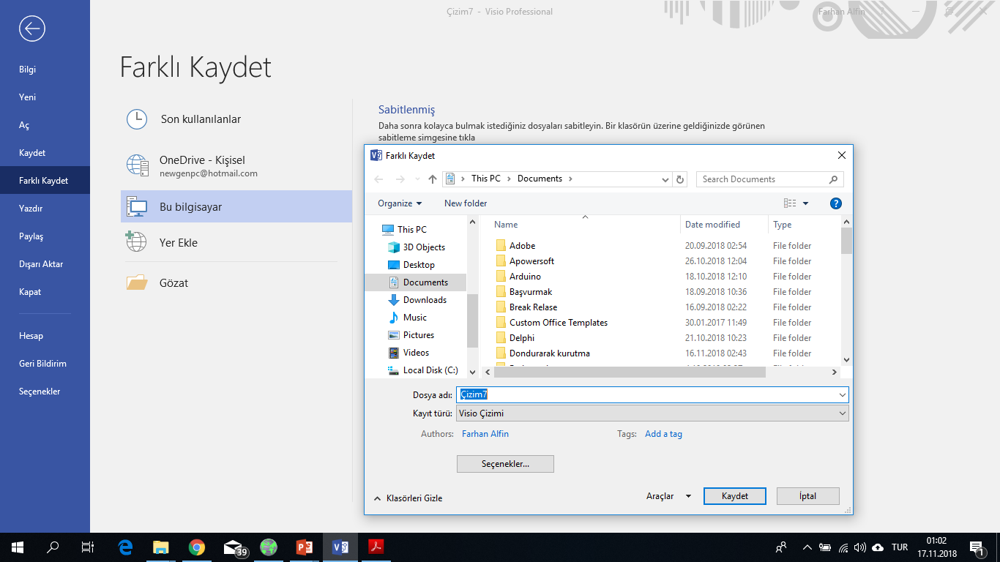 Çizim7 - Visio Professional
Farhan Alfin
Bilgi
Yeni
Aç
Kaydet
Farklı Kaydet
Yazdır
Paylaş
Dışarı Aktar
Kapat
Hesap
Geri Bildirim
Seçenekler
Farklı Kaydet
Son kullanılanlar
OneDrive - Kişisel
newgenpc@hotmail.com
Bu bilgisayar
Yer Ekle
Gözat
Sabitlenmiş
Daha sonra kolayca bulmak istediğiniz dosyaları sabitleyin. Bir klasörün üzerine geldiğinizde görünen
sabitleme simgesine tıkla
Farklı Kaydet
This PC > Documents >
Search Documents
Organize
New folder
This PC
3D Objects
Desktop
Documents
Downloads
Music
Pictures
Videos
Local Disk (C:)
Name Date modified Type
Adobe 20.09.2018 02:54 File folder
Apowersoft 26.10.2018 12:04 File folder
Arduino 18.10.2018 12:10 File folder
Başvurmak 18.09.2018 10:36 File folder
Break Relase 16.09.2018 02:22 File folder
Custom Office Templates 30.01.2017 11:49 File folder
Delphi 21.10.2018 10:23 File folder
Dondurarak kurutma 16.11.2018 02:43 File folder
Dosya adı: Çizim7
Kayıt türü: Visio Çizimi
Authors: Farhan Alfin
Tags: Add a tag
Seçenekler...
Klasörleri Gizle
Araçlar
Kaydet
İptal
39
TUR
01:02
17.11.2018
1